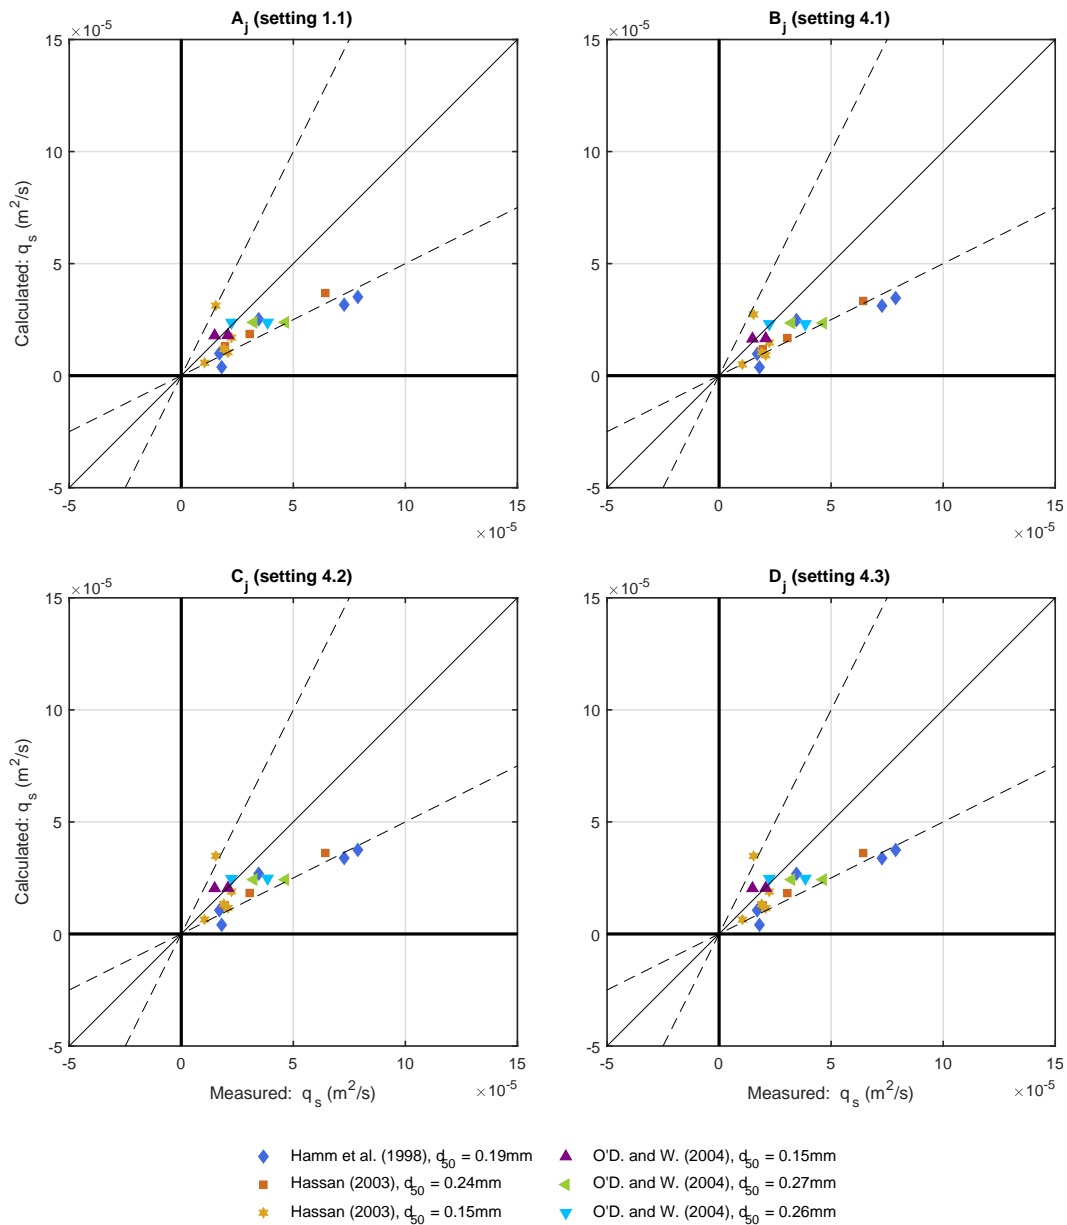 A_j (setting 1.1)
×10^-5
15
10
5
0
-5
Calculated: q_s (m^2/s)
-5 0 5 10 15
×10^-5
B_j (setting 4.1)
×10^-5
15
10
5
0
-5
-5 0 5 10 15
×10^-5
C_j (setting 4.2)
×10^-5
15
10
5
0
-5
Calculated: q_s (m^2/s)
-5 0 5 10 15
Measured: q_s (m^2/s)
×10^-5
D_j (setting 4.3)
×10^-5
15
10
5
0
-5
-5 0 5 10 15
Measured: q_s (m^2/s)
×10^-5
Hamm et al. (1998), d_50 = 0.19mm
Hassan (2003), d_50 = 0.24mm
Hassan (2003), d_50 = 0.15mm
O'D. and W. (2004), d_50 = 0.15mm
O'D. and W. (2004), d_50 = 0.27mm
O'D. and W. (2004), d_50 = 0.26mm